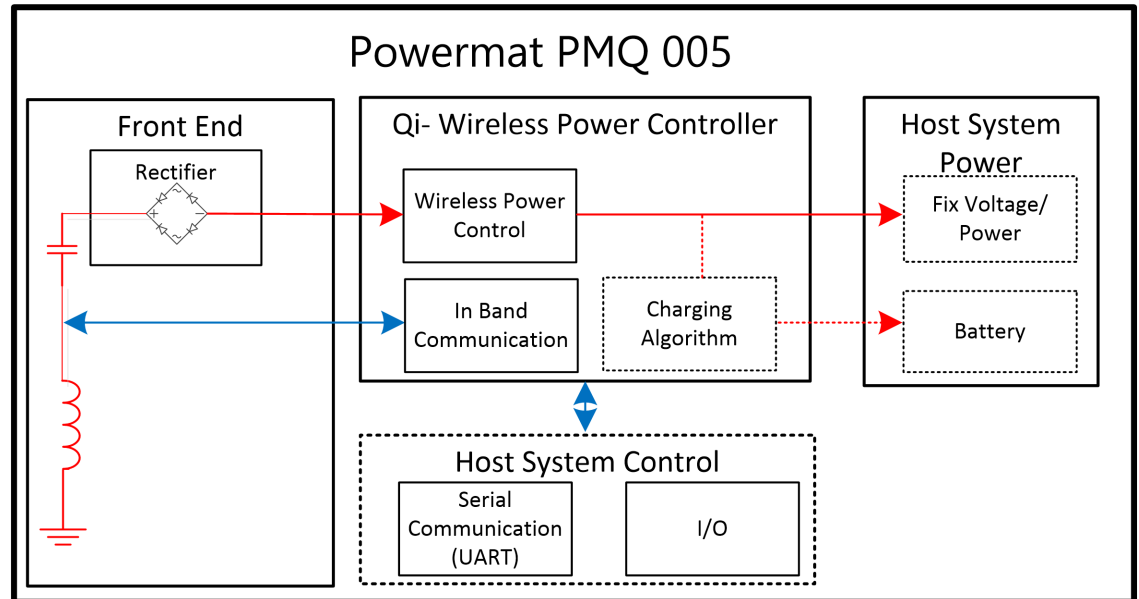 Powermat PMQ 005
Front End
Rectifier
~
+
−
~
Qi- Wireless Power Controller
Wireless Power
Control
In Band
Communication
Charging
Algorithm
Host System
Power
Fix Voltage/
Power
Battery
Host System Control
Serial
Communication
(UART)
I/O